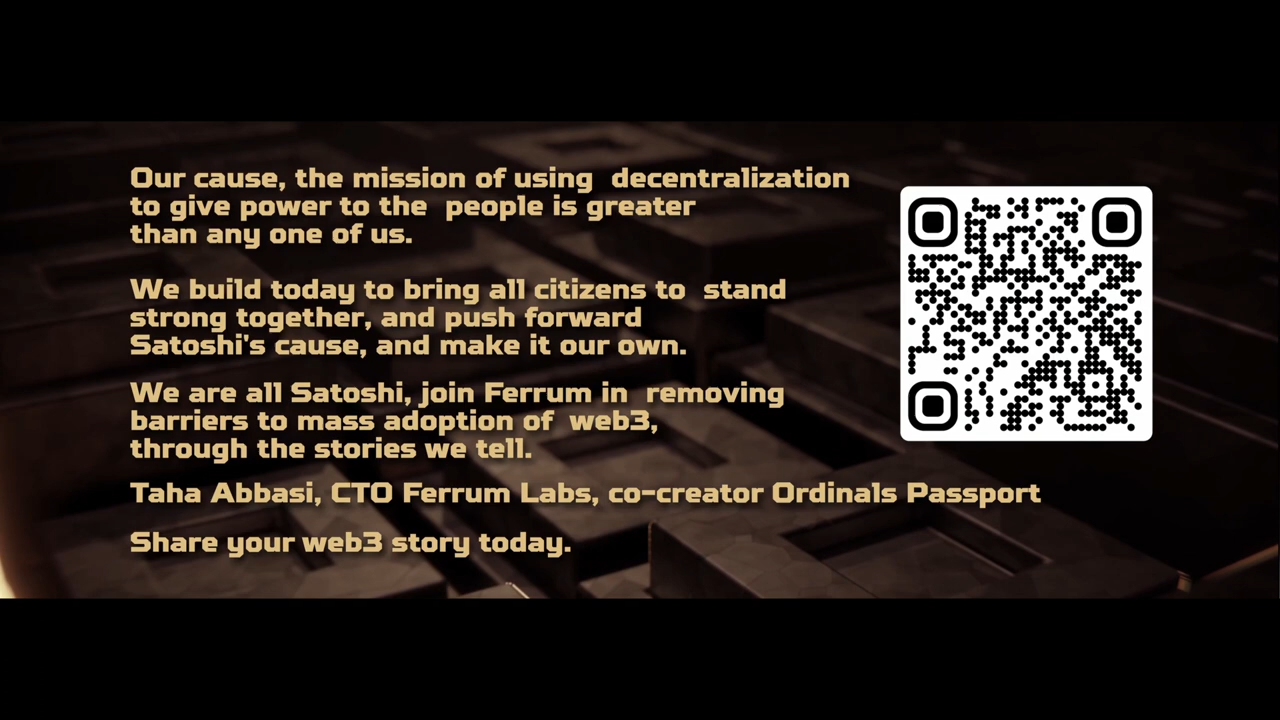 Our cause, the mission of using decentralization
to give power to the people is greater
than any one of us.
We build today to bring all citizens to stand
strong together, and push forward
Satoshi's cause, and make it our own.
We are all Satoshi, join Ferrum in removing
barriers to mass adoption of web3,
through the stories we tell.
Taha Abbasi, CTO Ferrum Labs, co-creator Ordinals Passport
Share your web3 story today.